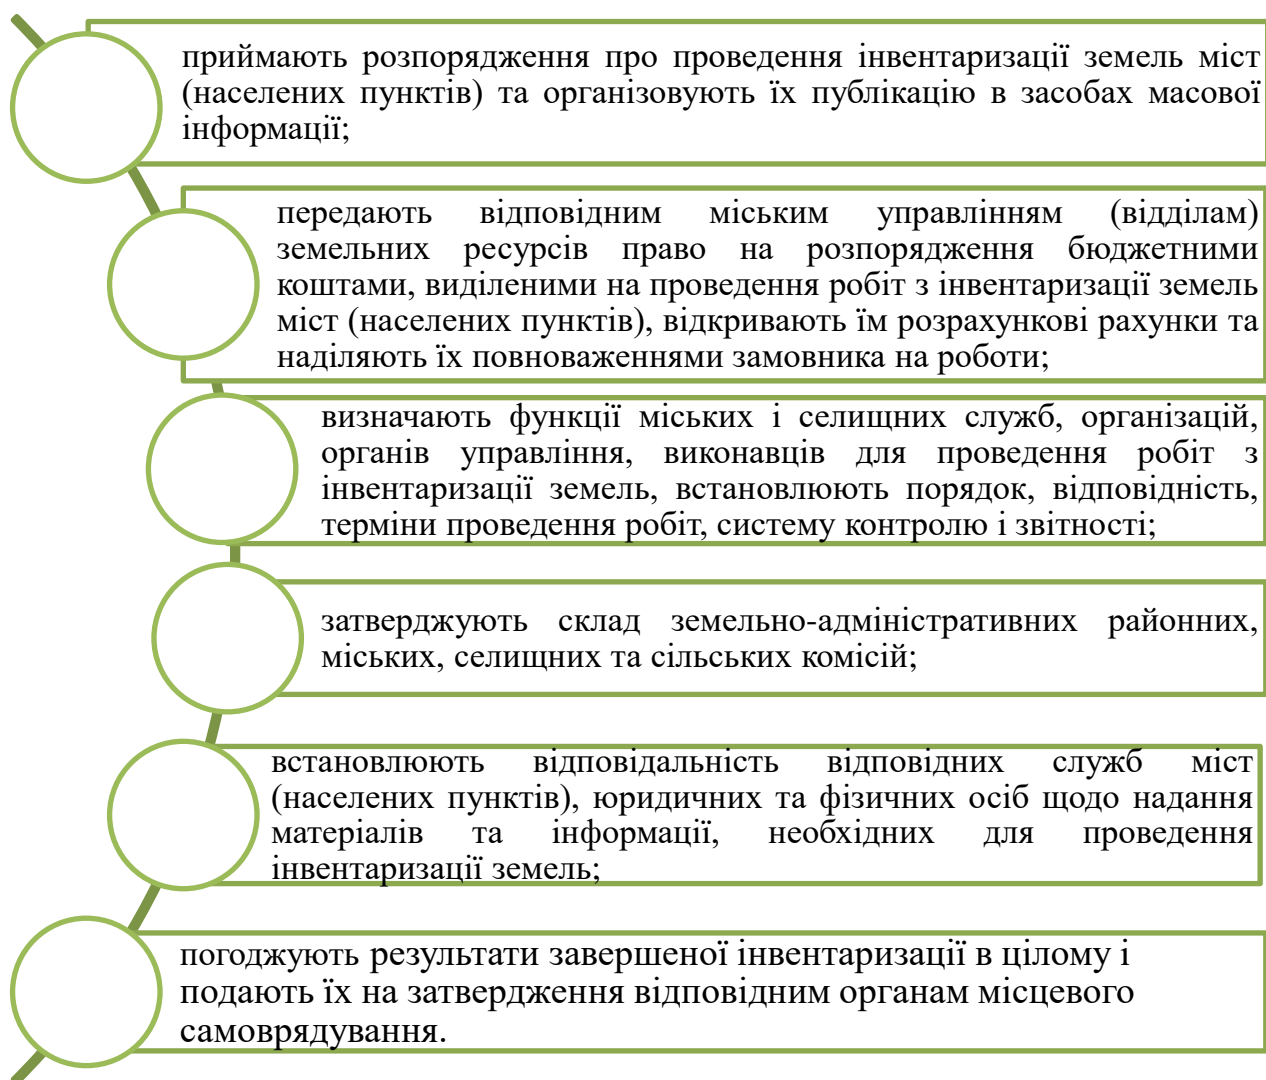 приймають розпорядження про проведення інвентаризації земель міст
(населених пунктів) та організовують їх публікацію в засобах масової
інформації;
передають відповідним міським управлінням (відділам)
земельних ресурсів право на розпорядження бюджетними
коштами, виділеними на проведення робіт з інвентаризації земель
міст (населених пунктів), відкривають їм розрахункові рахунки та
наділяють їх повноваженнями замовника на роботи;
визначають функції міських і селищних служб, організацій,
органів управління, виконавців для проведення робіт з
інвентаризації земель, встановлюють порядок, відповідність,
терміни проведення робіт, систему контролю і звітності;
затверджують склад земельно-адміністративних районних,
міських, селищних та сільських комісій;
встановлюють відповідальність відповідних служб міст
(населених пунктів), юридичних та фізичних осіб щодо надання
матеріалів та інформації, необхідних для проведення
інвентаризації земель;
погоджують результати завершеної інвентаризації в цілому і
подають їх на затвердження відповідним органам місцевого
самоврядування.